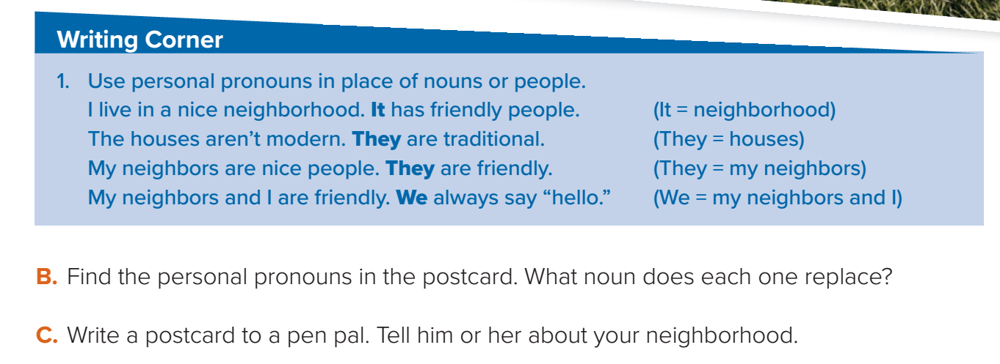 Writing Corner
1. Use personal pronouns in place of nouns or people.
I live in a nice neighborhood. It has friendly people. (It = neighborhood)
The houses aren’t modern. They are traditional. (They = houses)
My neighbors are nice people. They are friendly. (They = my neighbors)
My neighbors and I are friendly. We always say “hello.” (We = my neighbors and I)
B. Find the personal pronouns in the postcard. What noun does each one replace?
C. Write a postcard to a pen pal. Tell him or her about your neighborhood.